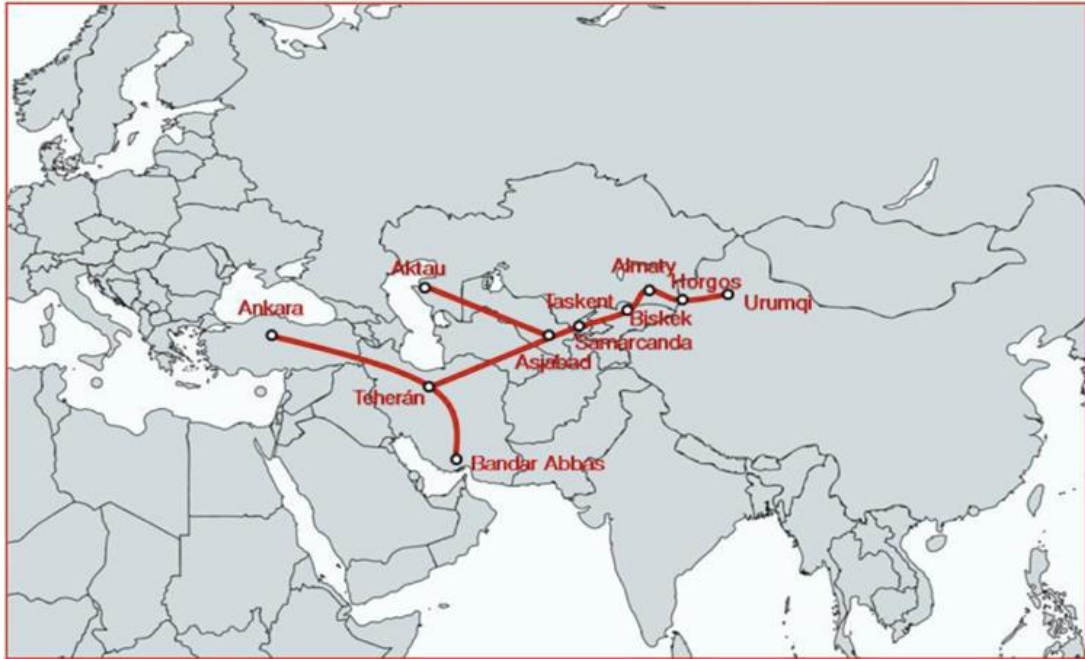 Aktau
Almaty
Horgos
Ankara
Taskent
Urumqi
Biskek
Samarcanda
Asjabad
Teherán
Bandar Abbas